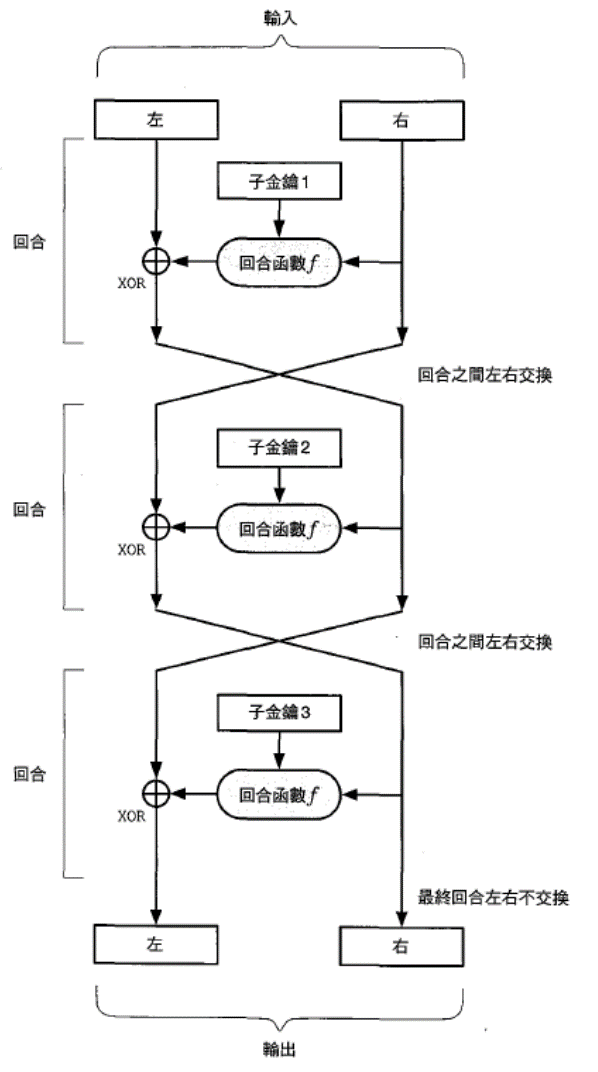 輸入
左
右
子金鑰1
回合
回合函數f
XOR
回合之間左右交換
子金鑰2
回合
回合函數f
XOR
回合之間左右交換
子金鑰3
回合
回合函數f
XOR
最終回合左右不交換
左
右
輸出